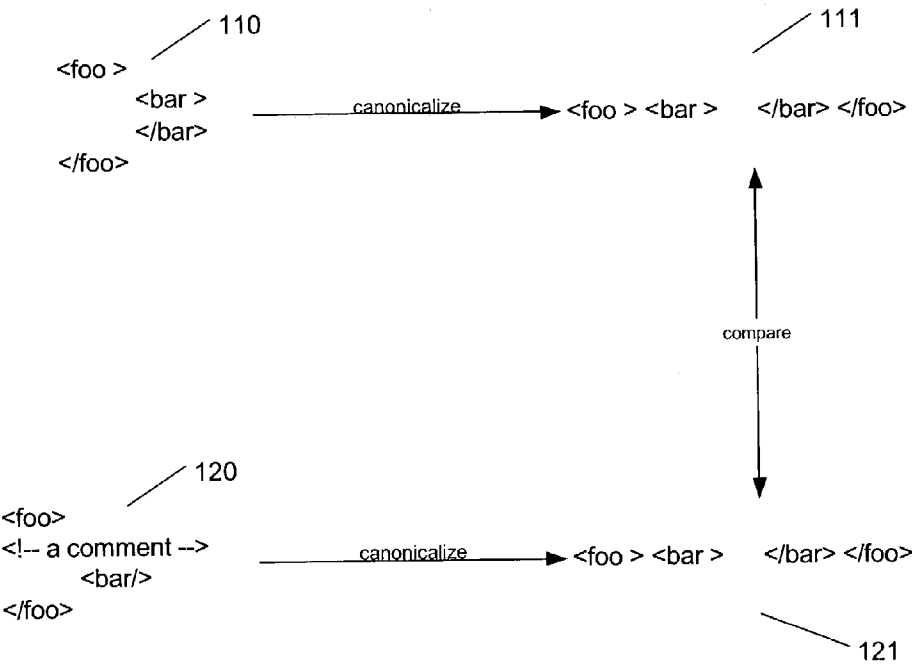 110
111
<foo >
<bar >
</bar>
</foo>
canonicalize
<foo > <bar > </bar> </foo>
compare
120
<foo>
<!-- a comment -->
<bar/>
</foo>
canonicalize
<foo > <bar > </bar> </foo>
121